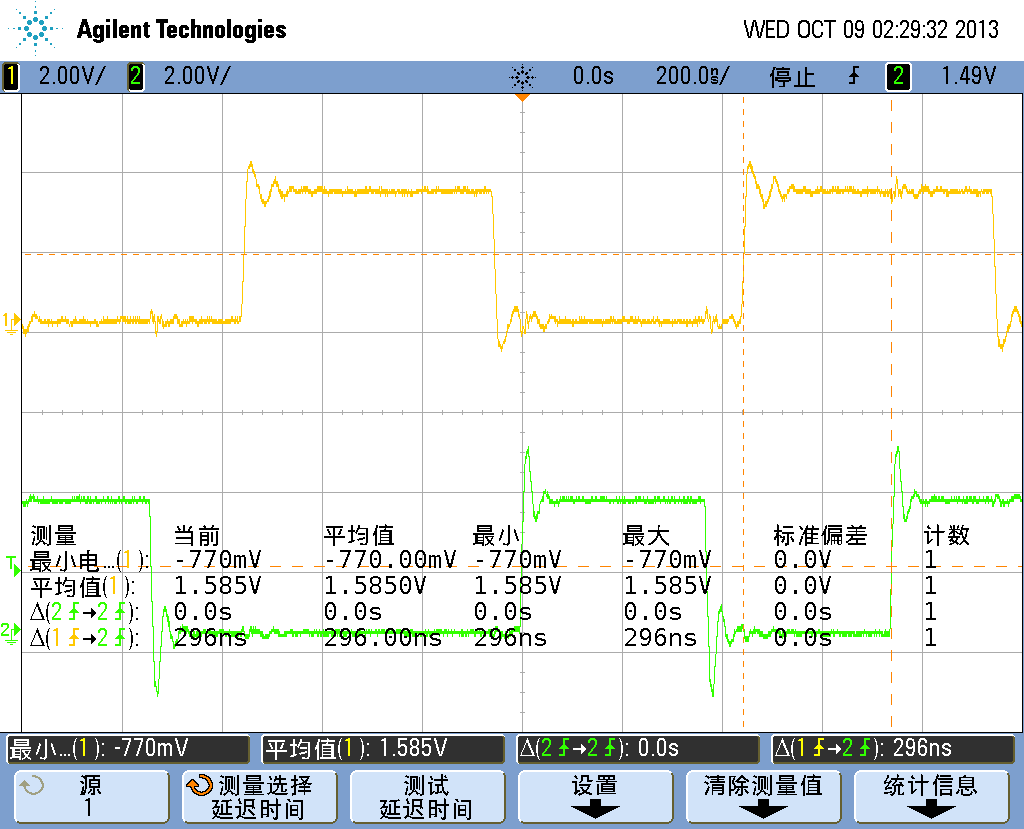 Agilent Technologies WED OCT 09 02:29:32 2013
1 2.00V/ 2 2.00V/ 0.0s 200.0ns/ 停止 2 1.49V
1
测量 当前 平均值 最小 最大 标准偏差 计数
T 最小电...(1): -770mV -770.00mV -770mV -770mV 0.0V 1
平均值(1): 1.585V 1.5850V 1.585V 1.585V 0.0V 1
Δ(2→2): 0.0s 0.0s 0.0s 0.0s 0.0s 1
2 Δ(1→2): 296ns 296.00ns 296ns 296ns 0.0s 1
最小...(1): -770mV 平均值(1): 1.585V Δ(2→2): 0.0s Δ(1→2): 296ns
源 测量选择 测试 设置 清除测量值 统计信息
1 延迟时间 延迟时间